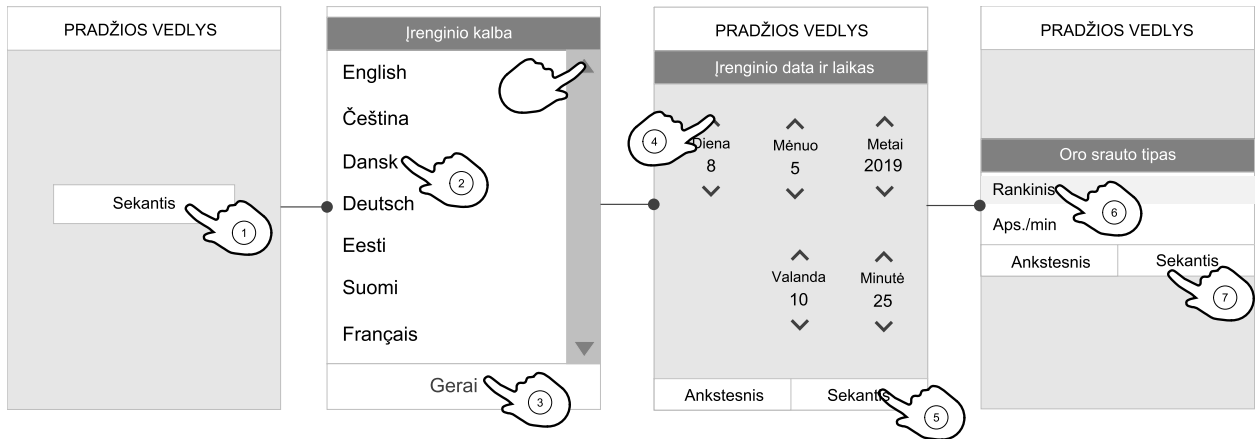 PRADŽIOS VEDLYS
Sekantis
1
Įrenginio kalba
English
Čeština
Dansk
2
Deutsch
Eesti
Suomi
Français
Gerai
3
PRADŽIOS VEDLYS
Įrenginio data ir laikas
4
Diena Mėnuo Metai
8 5 2019
Valanda Minutė
10 25
Ankstesnis Sekantis
5
PRADŽIOS VEDLYS
Oro srauto tipas
Rankinis
6
Aps./min
Ankstesnis Sekantis
7